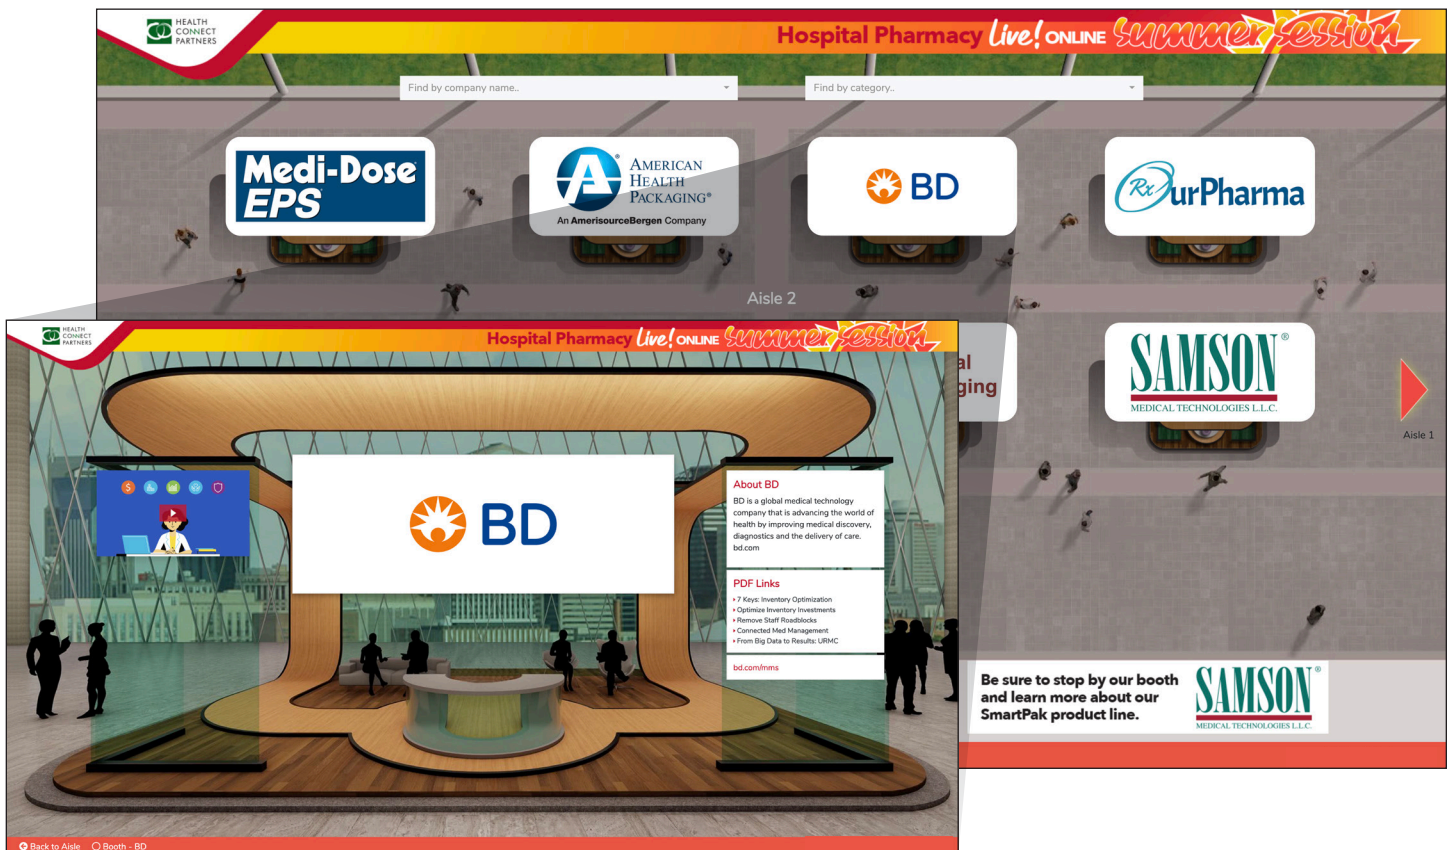 HEALTH
CONNECT
PARTNERS
Hospital Pharmacy Live! ONLINE Summer Session
Find by company name..
Find by category..
Medi-Dose®
EPS®
AMERICAN
HEALTH
PACKAGING®
An AmerisourceBergen Company
BD
RxOurPharma
Aisle 2
al
ging
SAMSON®
MEDICAL TECHNOLOGIES L.L.C.
Aisle 1
Be sure to stop by our booth
and learn more about our
SmartPak product line.
SAMSON®
MEDICAL TECHNOLOGIES L.L.C.
HEALTH
CONNECT
PARTNERS
Hospital Pharmacy Live! ONLINE Summer Session
BD
About BD
BD is a global medical technology
company that is advancing the world of
health by improving medical discovery,
diagnostics and the delivery of care.
bd.com
PDF Links
7 Keys: Inventory Optimization
Optimize Inventory Investments
Remove Staff Roadblocks
Connected Med Management
From Big Data to Results: URMC
bd.com/mms
Back to Aisle
Booth - BD